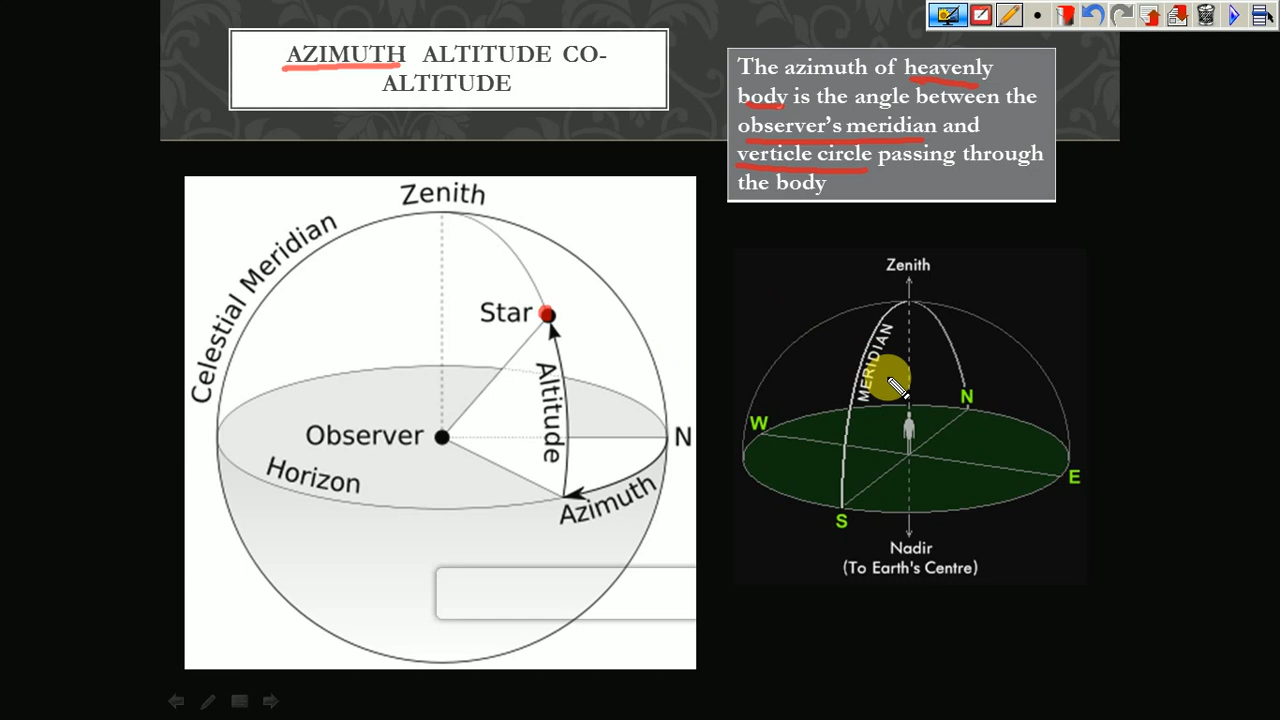 AZIMUTH ALTITUDE CO-
ALTITUDE
The azimuth of heavenly
body is the angle between the
observer's meridian and
verticle circle passing through
the body
Zenith
Celestial Meridian
Star
Altitude
Observer
N
Horizon
Azimuth
Zenith
MERIDIAN
N
W
E
S
Nadir
(To Earth's Centre)